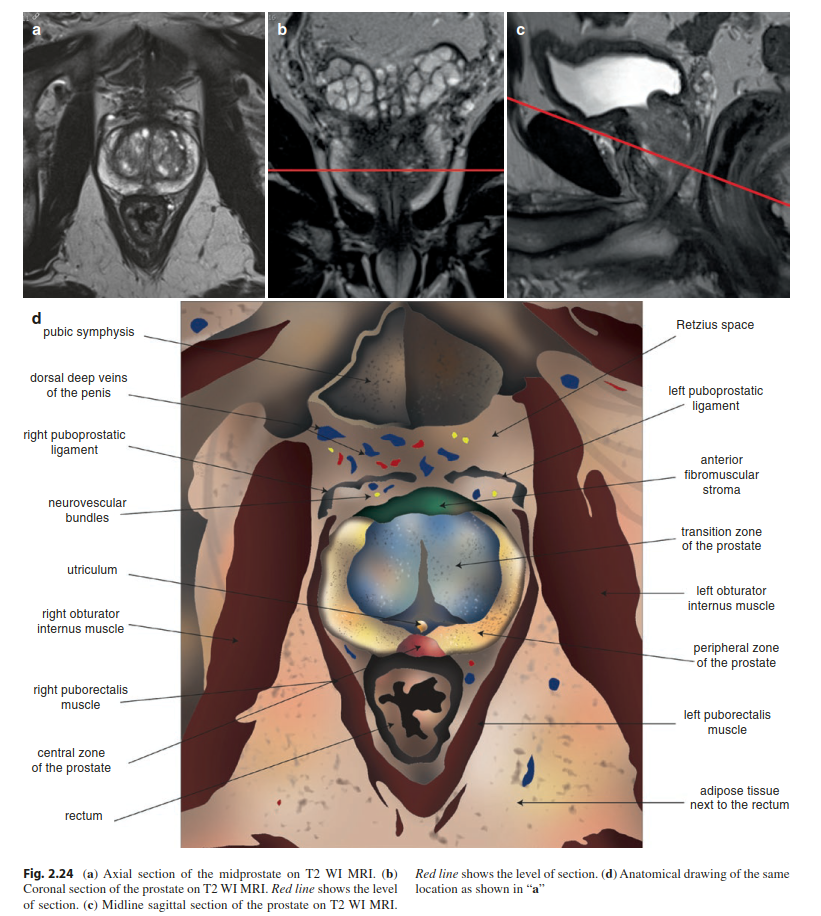 a
b
c
d
pubic symphysis
dorsal deep veins
of the penis
right puboprostatic
ligament
neurovascular
bundles
utriculum
right obturator
internus muscle
right puborectalis
muscle
central zone
of the prostate
rectum
Retzius space
left puboprostatic
ligament
anterior
fibromuscular
stroma
transition zone
of the prostate
left obturator
internus muscle
peripheral zone
of the prostate
left puborectalis
muscle
adipose tissue
next to the rectum
Fig. 2.24 (a) Axial section of the midprostate on T2 WI MRI. (b)
Coronal section of the prostate on T2 WI MRI. Red line shows the level
of section. (c) Midline sagittal section of the prostate on T2 WI MRI.
Red line shows the level of section. (d) Anatomical drawing of the same
location as shown in “a”